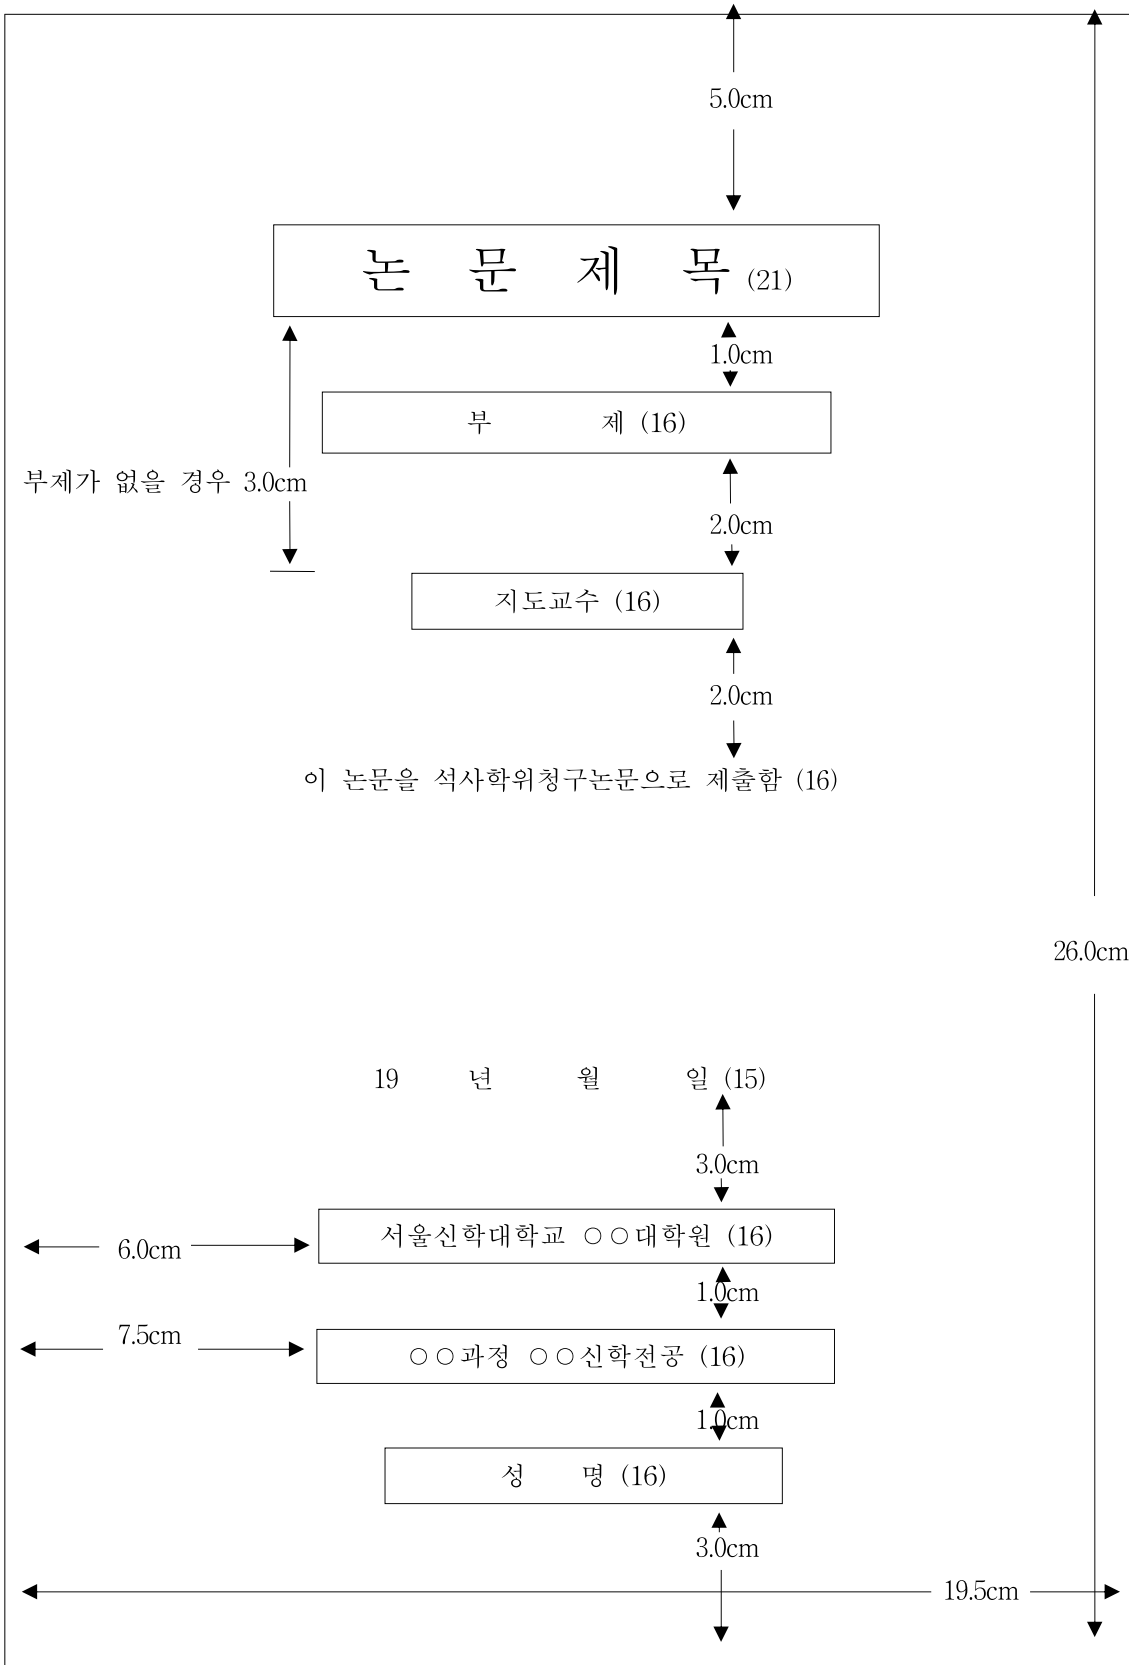 5.0cm
논 문 제 목 (21)
1.0cm
부 제 (16)
부제가 없을 경우 3.0cm
2.0cm
지도교수 (16)
2.0cm
이 논문을 석사학위청구논문으로 제출함 (16)
26.0cm
19 년 월 일 (15)
3.0cm
서울신학대학교 ○○대학원 (16)
6.0cm
1.0cm
7.5cm
○○과정 ○○신학전공 (16)
1.0cm
성 명 (16)
3.0cm
19.5cm